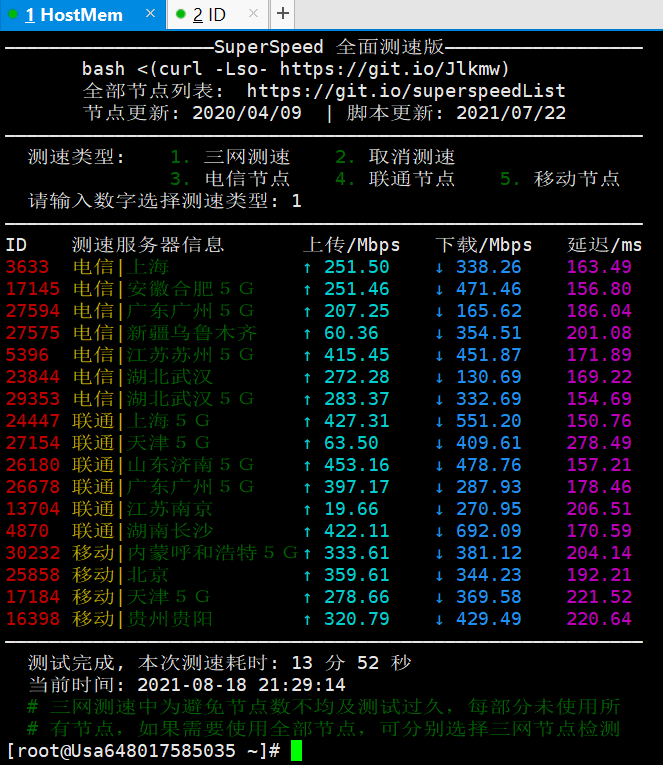 1 HostMem × 2 ID × +
SuperSpeed 全面测速版
bash <(curl -Lso- https://git.io/Jlkmw)
全部节点列表: https://git.io/superspeedList
节点更新: 2020/04/09 | 脚本更新: 2021/07/22
测速类型: 1. 三网测速 2. 取消测速
3. 电信节点 4. 联通节点 5. 移动节点
请输入数字选择测速类型: 1
ID 测速服务器信息 上传/Mbps 下载/Mbps 延迟/ms
3633 电信|上海 ↑ 251.50 ↓ 338.26 163.49
17145 电信|安徽合肥５Ｇ ↑ 251.46 ↓ 471.46 156.80
27594 电信|广东广州５Ｇ ↑ 207.25 ↓ 165.62 186.04
27575 电信|新疆乌鲁木齐 ↑ 60.36 ↓ 354.51 201.08
5396 电信|江苏苏州５Ｇ ↑ 415.45 ↓ 451.87 171.89
23844 电信|湖北武汉 ↑ 272.28 ↓ 130.69 169.22
29353 电信|湖北武汉５Ｇ ↑ 283.37 ↓ 332.69 154.69
24447 联通|上海５Ｇ ↑ 427.31 ↓ 551.20 150.76
27154 联通|天津５Ｇ ↑ 63.50 ↓ 409.61 278.49
26180 联通|山东济南５Ｇ ↑ 453.16 ↓ 478.76 157.21
26678 联通|广东广州５Ｇ ↑ 397.17 ↓ 287.93 178.46
13704 联通|江苏南京 ↑ 19.66 ↓ 270.95 206.51
4870 联通|湖南长沙 ↑ 422.11 ↓ 692.09 170.59
30232 移动|内蒙呼和浩特５Ｇ ↑ 333.61 ↓ 381.12 204.14
25858 移动|北京 ↑ 359.61 ↓ 344.23 192.21
17184 移动|天津５Ｇ ↑ 278.66 ↓ 369.58 221.52
16398 移动|贵州贵阳 ↑ 320.79 ↓ 429.49 220.64
测试完成, 本次测速耗时: 13 分 52 秒
当前时间: 2021-08-18 21:29:14
# 三网测速中为避免节点数不均及测试过久，每部分未使用所
# 有节点，如果需要使用全部节点，可分别选择三网节点检测
[root@Usa648017585035 ~]#